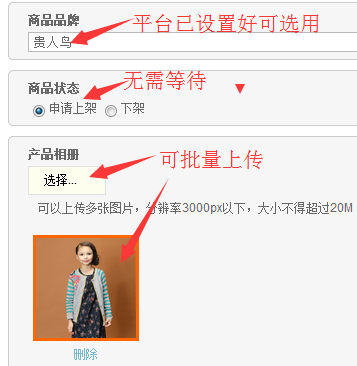 商品品牌
平台已设置好可选用
贵人鸟
商品状态
无需等待
申请上架 下架
产品相册
可批量上传
选择...
可以上传多张图片，分辨率3000px以下，大小不得超过20M
删除